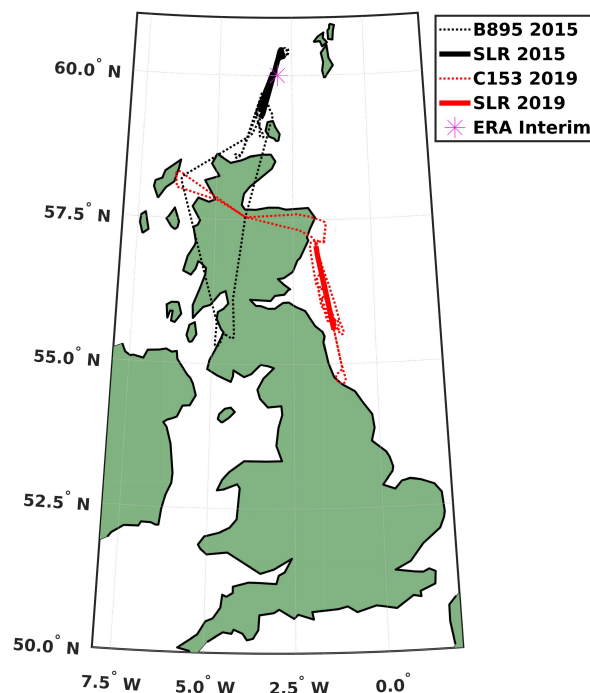 B895 2015
SLR 2015
C153 2019
SLR 2019
ERA Interim
60.0° N
57.5° N
55.0° N
52.5° N
50.0° N
7.5° W
5.0° W
2.5° W
0.0°